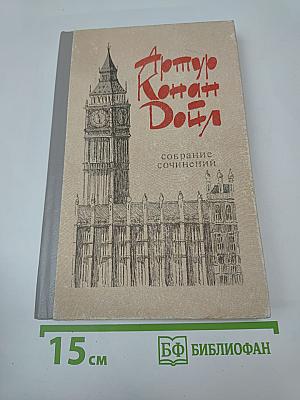 Артур
Конан
Дойл
собрание
сочинений
15 см
БФ БИБЛИОФАН